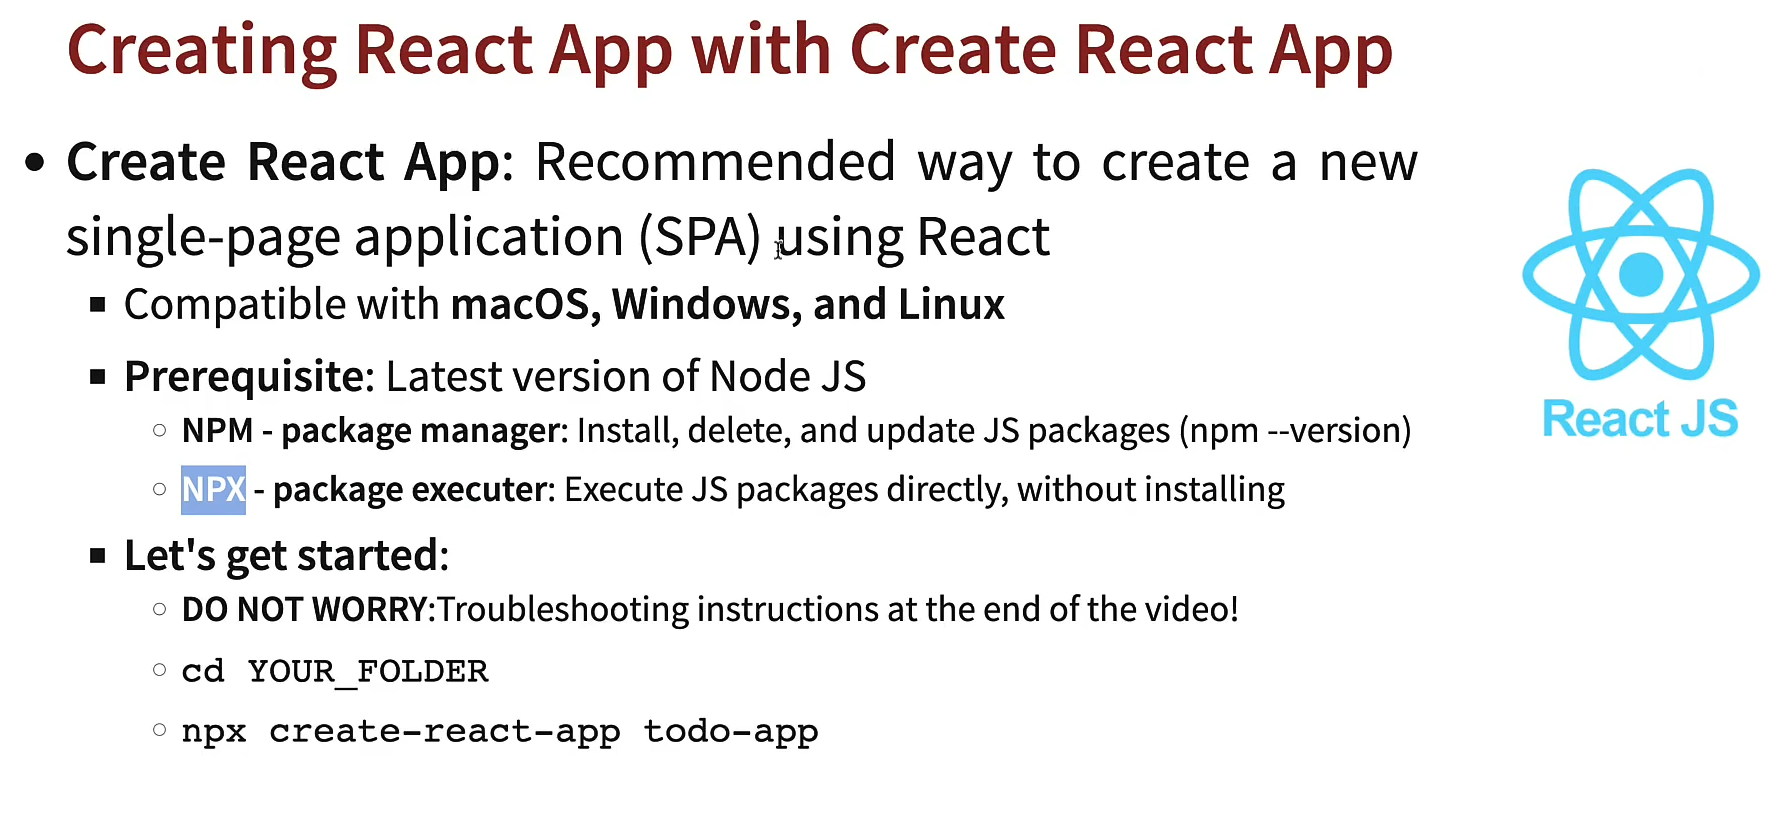 Creating React App with Create React App
• Create React App: Recommended way to create a new
single-page application (SPA) using React
▪ Compatible with macOS, Windows, and Linux
▪ Prerequisite: Latest version of Node JS
○ NPM - package manager: Install, delete, and update JS packages (npm --version)
○ NPX - package executer: Execute JS packages directly, without installing
▪ Let's get started:
○ DO NOT WORRY:Troubleshooting instructions at the end of the video!
○ cd YOUR_FOLDER
○ npx create-react-app todo-app
React JS